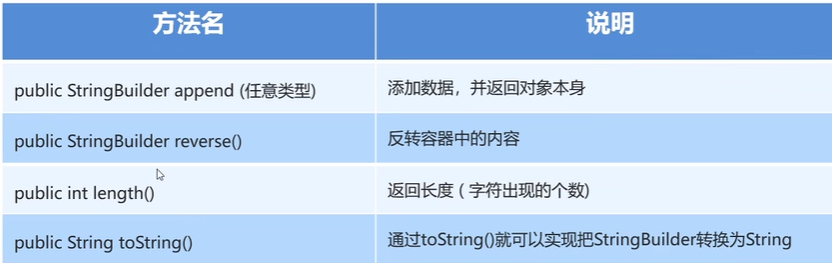 方法名 说明
public StringBuilder append (任意类型) 添加数据，并返回对象本身
public StringBuilder reverse() 反转容器中的内容
public int length() 返回长度 ( 字符出现的个数)
public String toString() 通过toString()就可以实现把StringBuilder转换为String